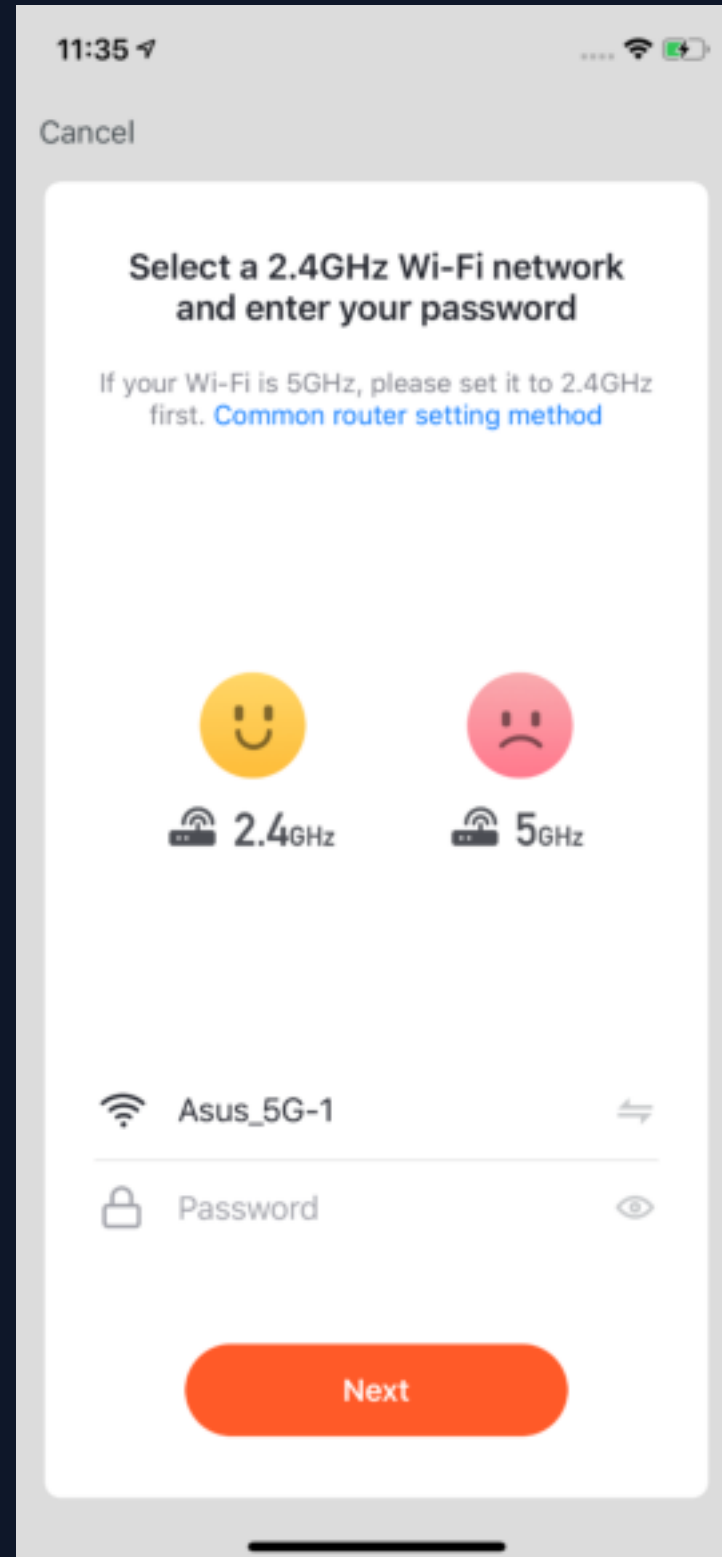 11:35
Cancel
Select a 2.4GHz Wi-Fi network
and enter your password
If your Wi-Fi is 5GHz, please set it to 2.4GHz
first. Common router setting method
2.4GHz
5GHz
Asus_5G-1
Password
Next